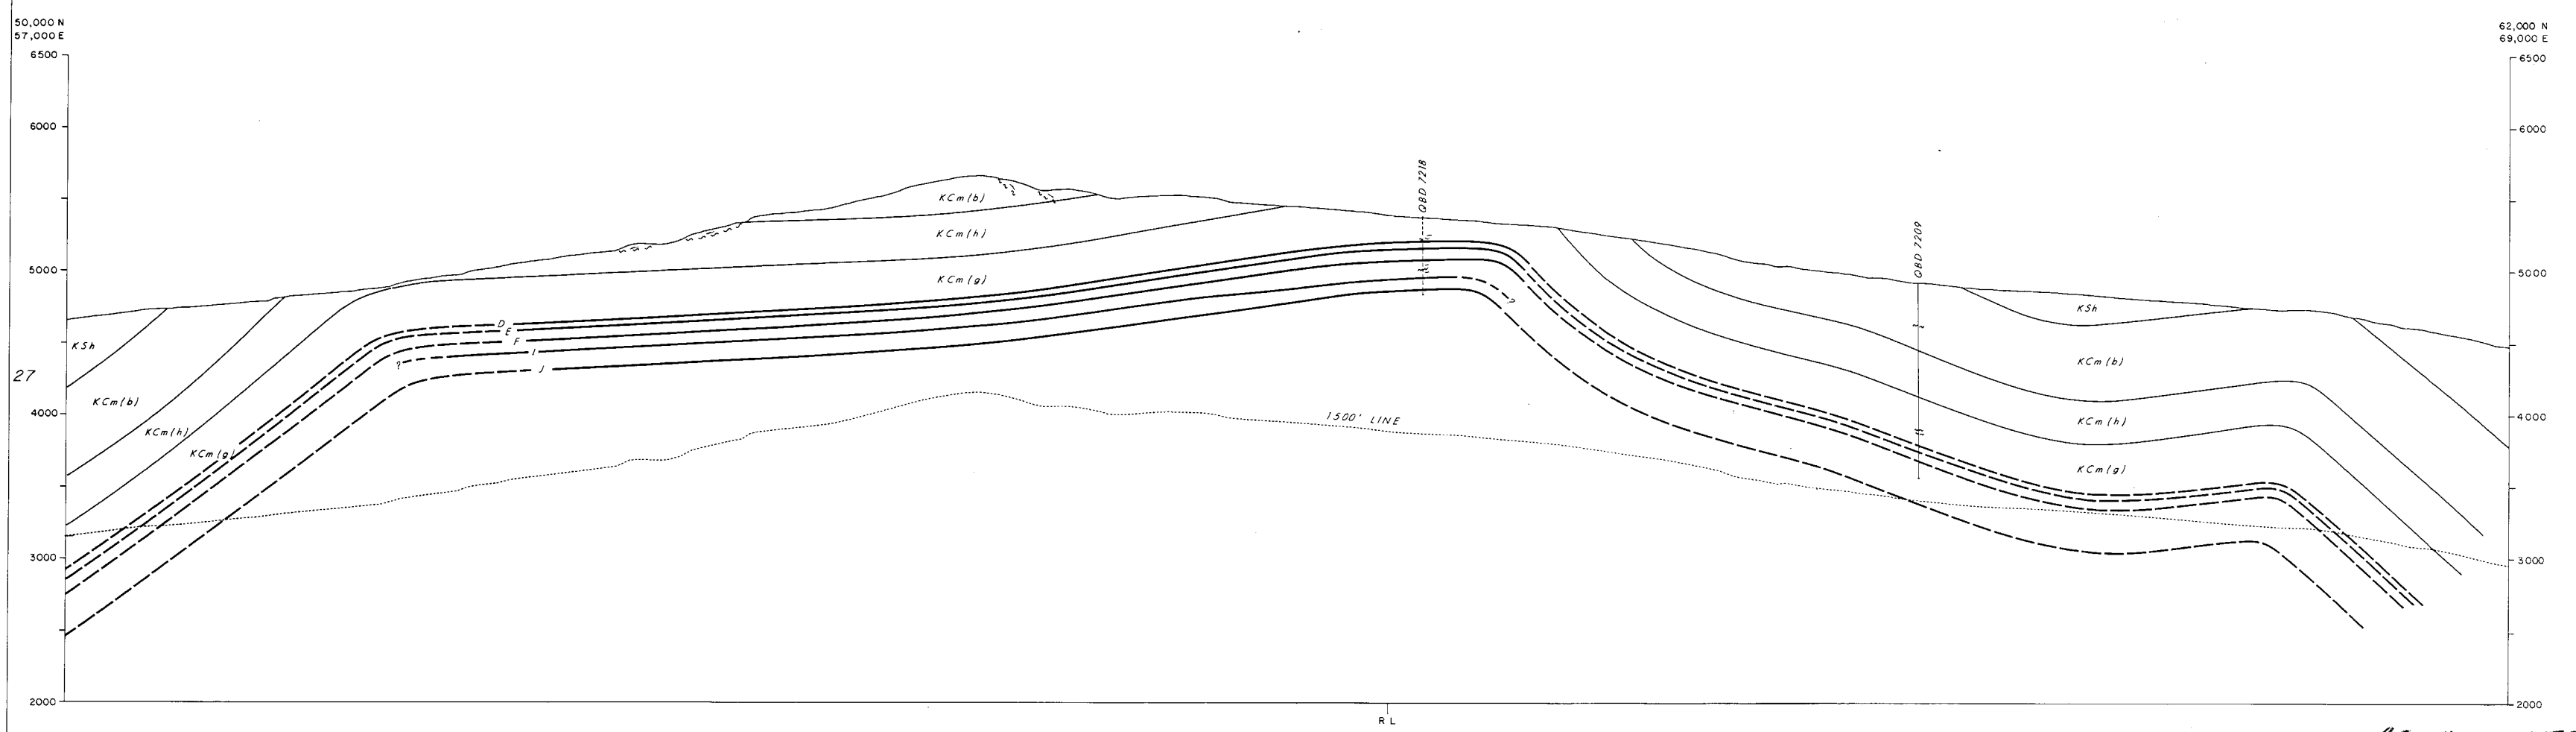 50,000 N
57,000 E
62,000 N
69,000 E
6500
6500
6000
6000
5000
5000
4000
4000
3000
3000
2000
2000
27
QBD 7218
QBD 7209
KCm(b)
KCm(h)
KCm(g)
D
E
F
I
J
?
?
KSh
KCm(b)
KCm(h)
KCm(g)
KSh
KCm(b)
KCm(h)
KCm(g)
1500' LINE
RL